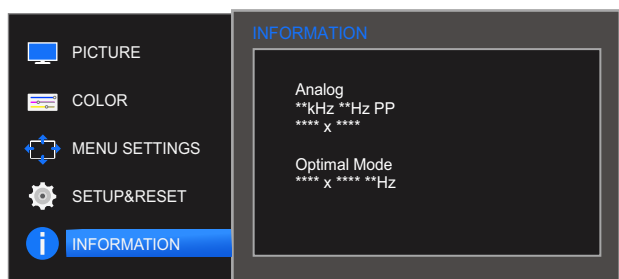 PICTURE
COLOR
MENU SETTINGS
SETUP&RESET
INFORMATION
INFORMATION
Analog
**kHz **Hz PP
**** x ****
Optimal Mode
**** x **** **Hz